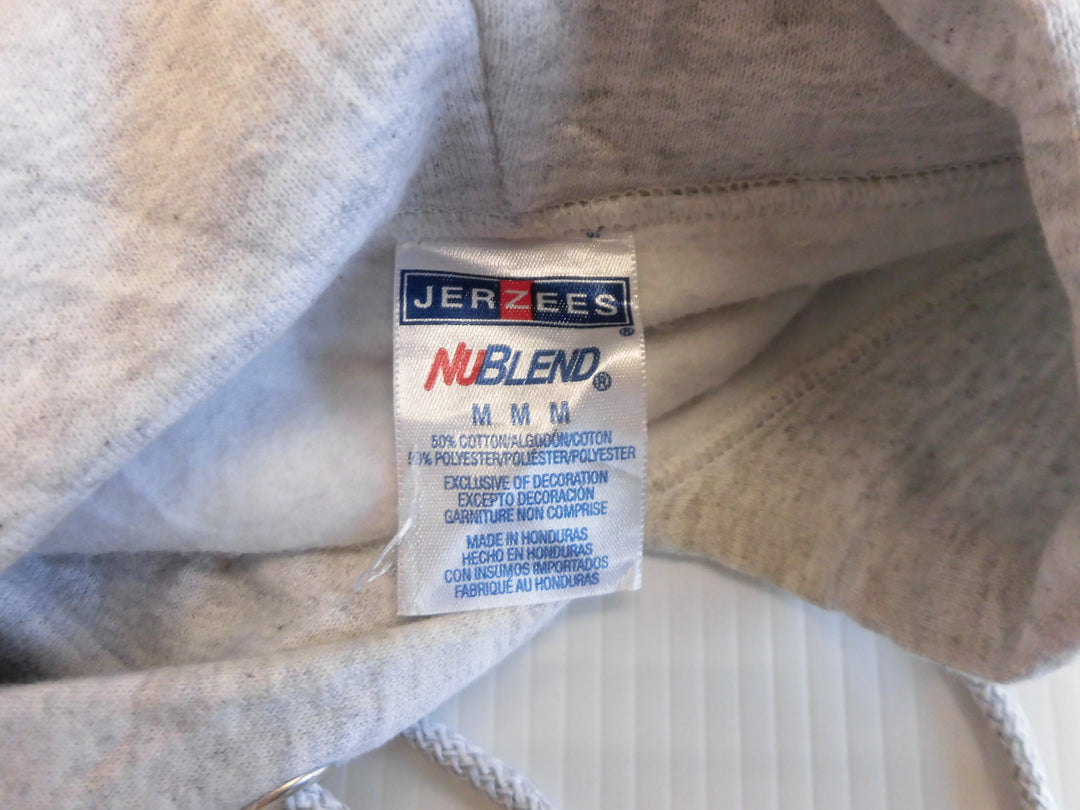 JERZEES
®
NUBLEND®
M M M
50% COTTON/ALGODÓN/COTON
50% POLYESTER/POLIÉSTER/POLYESTER
EXCLUSIVE OF DECORATION
EXCEPTO DECORACIÓN
GARNITURE NON COMPRISE
MADE IN HONDURAS
HECHO EN HONDURAS
CON INSUMOS IMPORTADOS
FABRIQUÉ AU HONDURAS